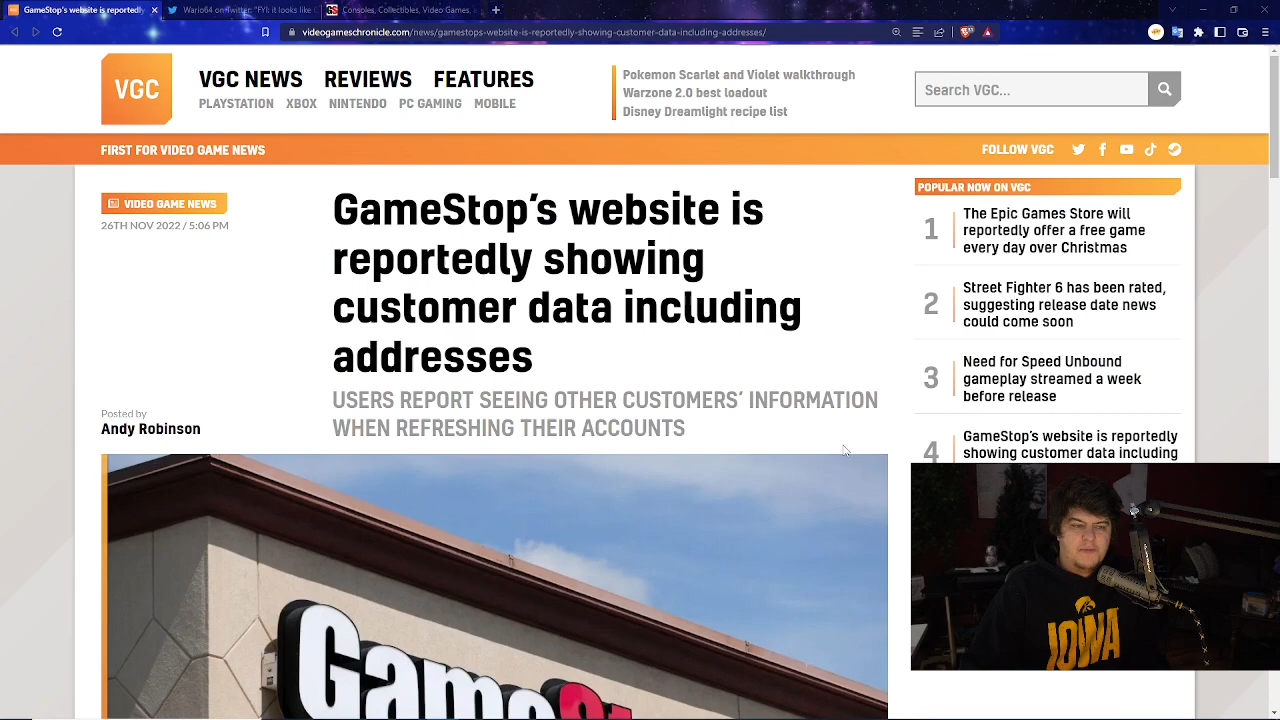 GameStop's website is reportedly
Wario64 on Twitter: "FYI: it looks like
Consoles, Collectibles, Video Games
videogameschronicle.com/news/gamestops-website-is-reportedly-showing-customer-data-including-addresses/
VGC
VGC NEWS REVIEWS FEATURES
PLAYSTATION XBOX NINTENDO PC GAMING MOBILE
Pokemon Scarlet and Violet walkthrough
Warzone 2.0 best loadout
Disney Dreamlight recipe list
Search VGC...
FIRST FOR VIDEO GAME NEWS
FOLLOW VGC
VIDEO GAME NEWS
26TH NOV 2022 / 5:06 PM
Posted by
Andy Robinson
GameStop's website is
reportedly showing
customer data including
addresses
USERS REPORT SEEING OTHER CUSTOMERS' INFORMATION
WHEN REFRESHING THEIR ACCOUNTS
POPULAR NOW ON VGC
1
The Epic Games Store will
reportedly offer a free game
every day over Christmas
2
Street Fighter 6 has been rated,
suggesting release date news
could come soon
3
Need for Speed Unbound
gameplay streamed a week
before release
4
GameStop's website is reportedly
showing customer data including
GameS
IOWA